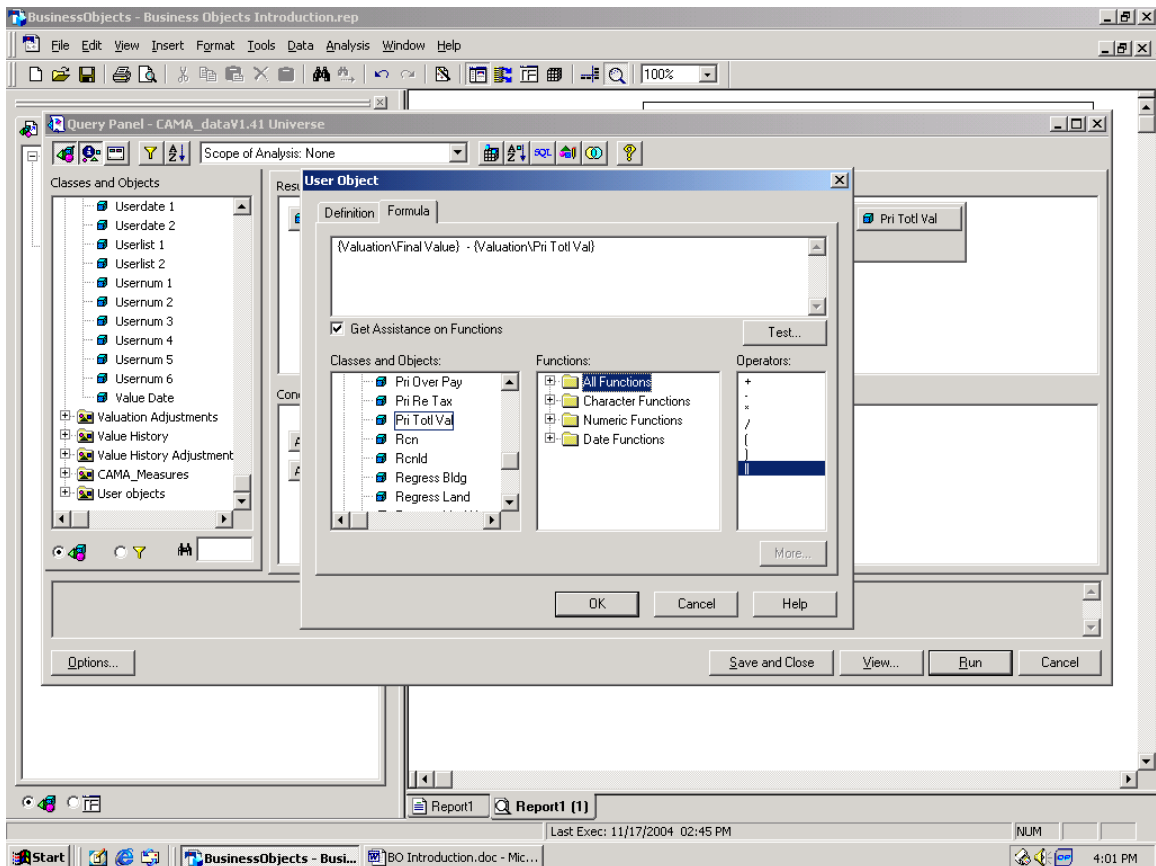 BusinessObjects - Business Objects Introduction.rep
File Edit View Insert Format Tools Data Analysis Window Help
100%
Query Panel - CAMA_dataV1.41 Universe
Scope of Analysis: None
SQL
Classes and Objects
Userdate 1
Userdate 2
Userlist 1
Userlist 2
Usernum 1
Usernum 2
Usernum 3
Usernum 4
Usernum 5
Usernum 6
Value Date
Valuation Adjustments
Value History
Value History Adjustment
CAMA_Measures
User objects
Resu
Pri Totl Val
Con
User Object
Definition Formula
{Valuation\Final Value} - {Valuation\Pri Totl Val}
Get Assistance on Functions
Test...
Classes and Objects:
Pri Over Pay
Pri Re Tax
Pri Totl Val
Rcn
Rcnld
Regress Bldg
Regress Land
Functions:
All Functions
Character Functions
Numeric Functions
Date Functions
Operators:
+
-
*
/
(
)
||
More...
OK Cancel Help
Options... Save and Close View... Run Cancel
Report1 Report1 (1)
Last Exec: 11/17/2004 02:45 PM NUM
Start BusinessObjects - Busi... BO Introduction.doc - Mic... 4:01 PM